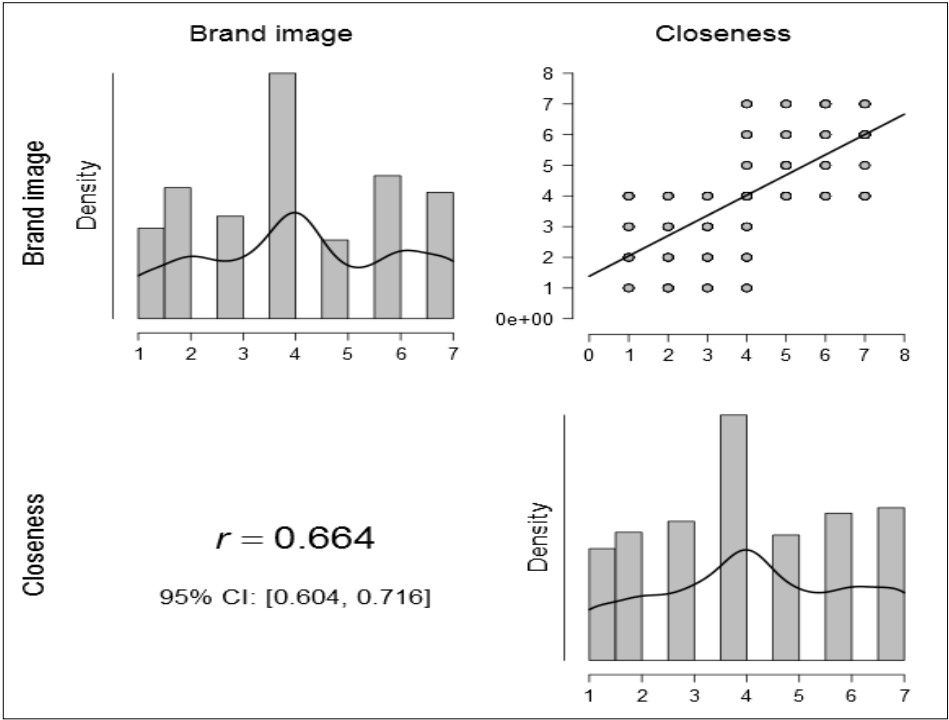 Brand image
Closeness
Brand image
Density
1 2 3 4 5 6 7
8
7
6
5
4
3
2
1
0e+00
0 1 2 3 4 5 6 7 8
Closeness
r = 0.664
95% CI: [0.604, 0.716]
Density
1 2 3 4 5 6 7